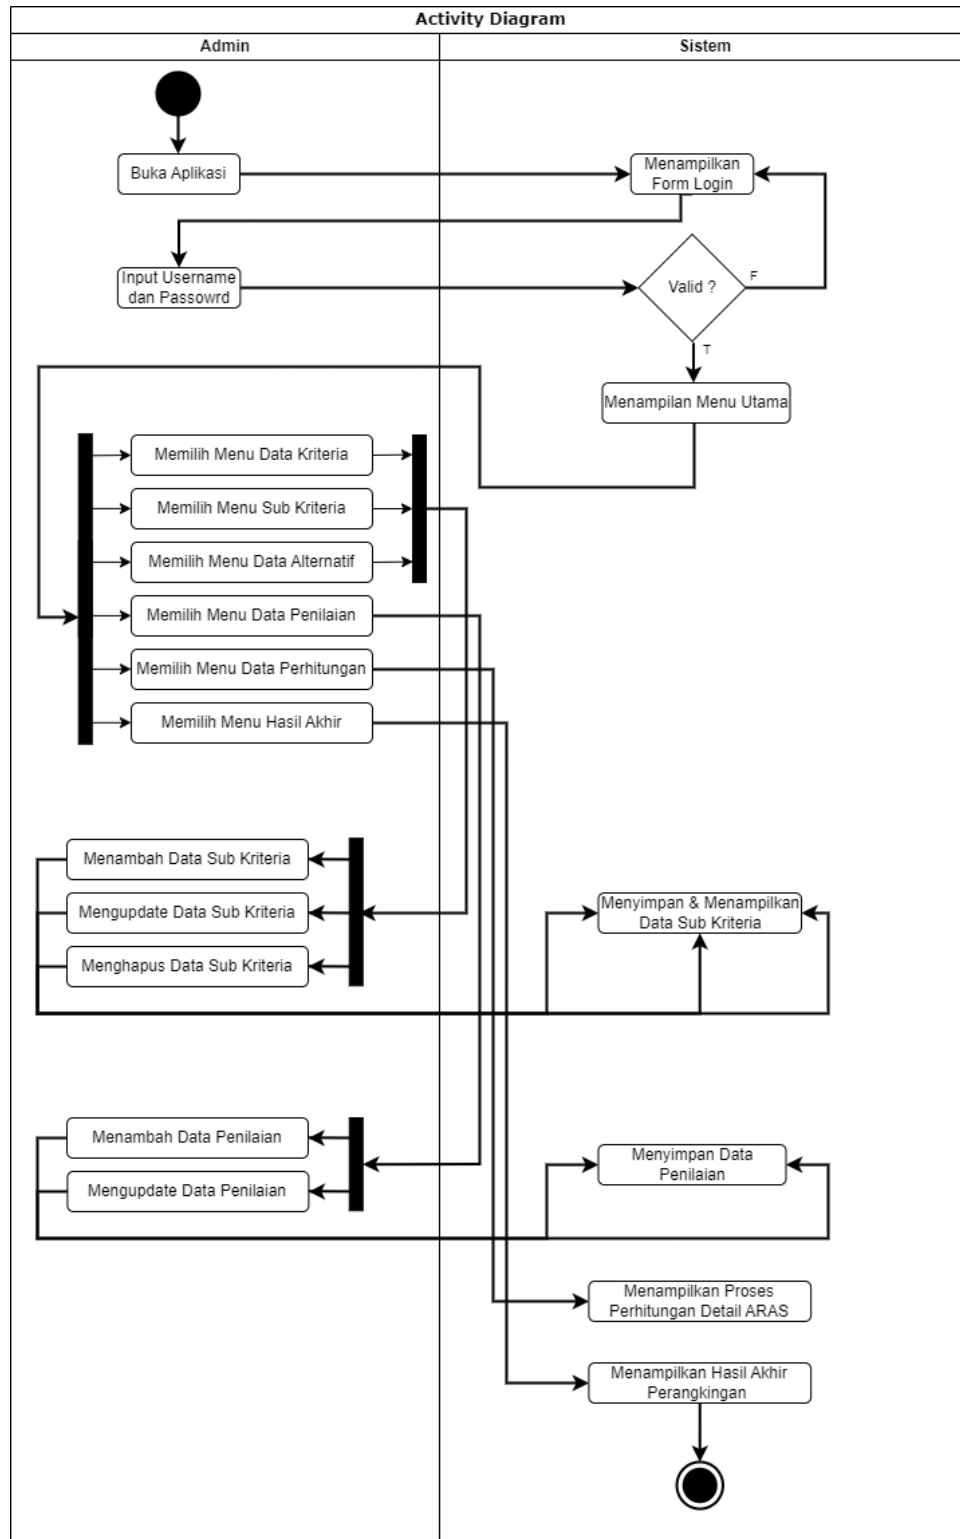 Activity Diagram
Admin
Sistem
Buka Aplikasi
Menampilkan
Form Login
Input Username
dan Passowrd
Valid ?
F
T
Menampilan Menu Utama
Memilih Menu Data Kriteria
Memilih Menu Sub Kriteria
Memilih Menu Data Alternatif
Memilih Menu Data Penilaian
Memilih Menu Data Perhitungan
Memilih Menu Hasil Akhir
Menambah Data Sub Kriteria
Mengupdate Data Sub Kriteria
Menghapus Data Sub Kriteria
Menyimpan & Menampilkan
Data Sub Kriteria
Menambah Data Penilaian
Mengupdate Data Penilaian
Menyimpan Data
Penilaian
Menampilkan Proses
Perhitungan Detail ARAS
Menampilkan Hasil Akhir
Perangkingan